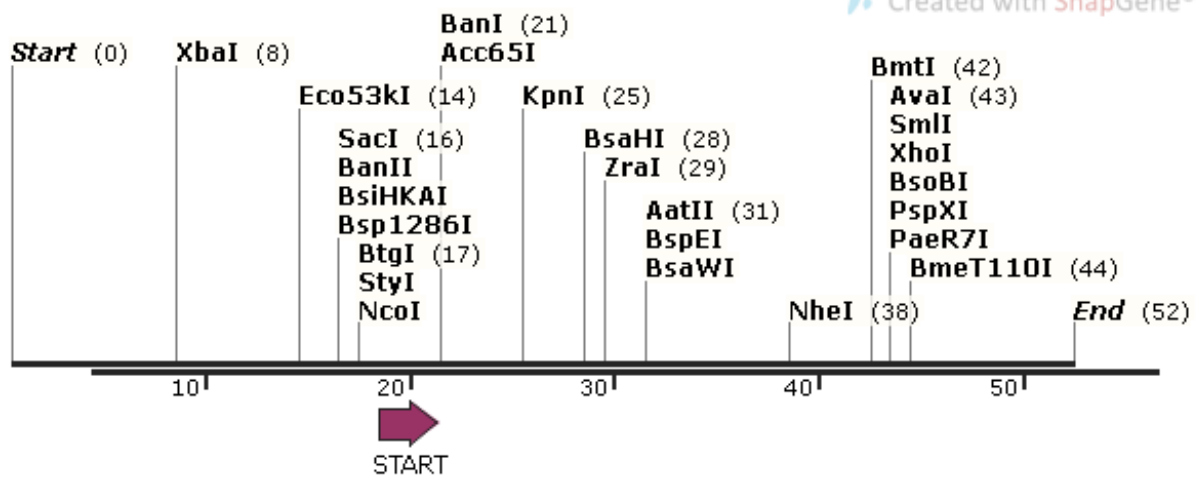 Created with SnapGene®
BanI (21)
Start (0) XbaI (8) Acc65I
BmtI (42)
Eco53kI (14) KpnI (25) AvaI (43)
SacI (16) BsaHI (28) SmlI
BanII ZraI (29) XhoI
BsiHKAI BsoBI
Bsp1286I AatII (31) PspXI
BtgI (17) BspEI PaeR7I
StyI BsaWI BmeT110I (44)
NcoI NheI (38) End (52)
10 20 30 40 50
START